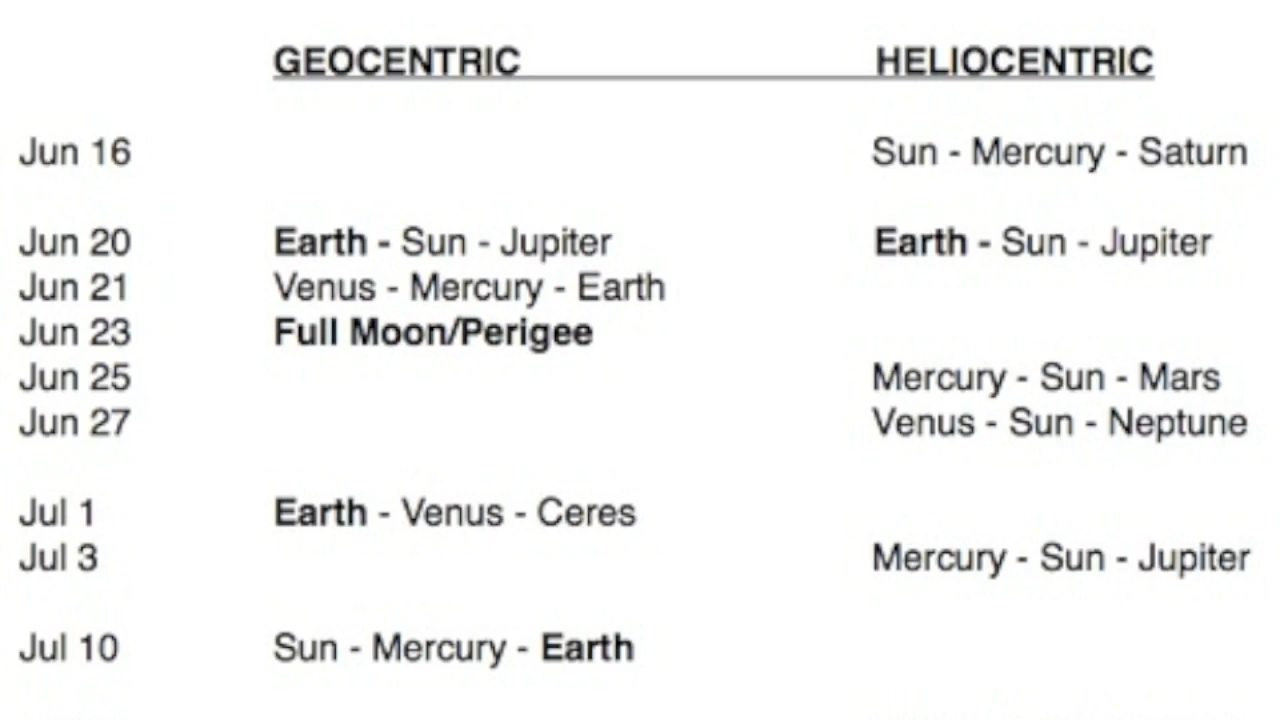 GEOCENTRIC HELIOCENTRIC
Jun 16 Sun - Mercury - Saturn
Jun 20 Earth - Sun - Jupiter Earth - Sun - Jupiter
Jun 21 Venus - Mercury - Earth
Jun 23 Full Moon/Perigee
Jun 25 Mercury - Sun - Mars
Jun 27 Venus - Sun - Neptune
Jul 1 Earth - Venus - Ceres
Jul 3 Mercury - Sun - Jupiter
Jul 10 Sun - Mercury - Earth